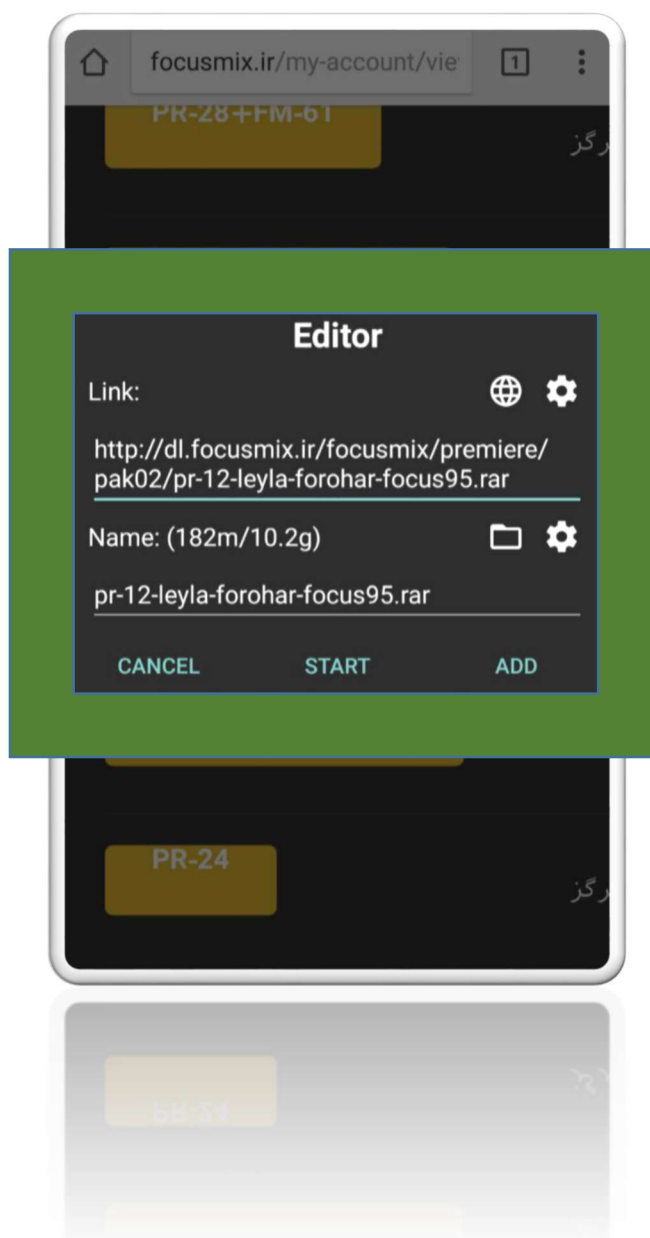 focusmix.ir/my-account/vie
1
PR-28+FM-61
رگز
Editor
Link:
http://dl.focusmix.ir/focusmix/premiere/
pak02/pr-12-leyla-forohar-focus95.rar
Name: (182m/10.2g)
pr-12-leyla-forohar-focus95.rar
CANCEL START ADD
PR-24
رگز